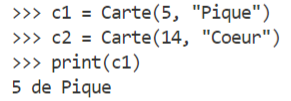 >>> c1 = Carte(5, "Pique")
>>> c2 = Carte(14, "Coeur")
>>> print(c1)
5 de Pique